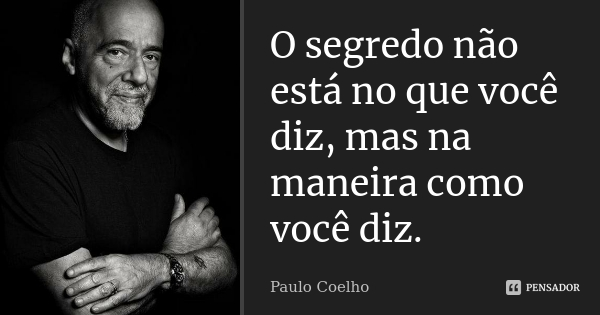 O segredo não
está no que você
diz, mas na
maneira como
você diz.
Paulo Coelho
PENSADOR